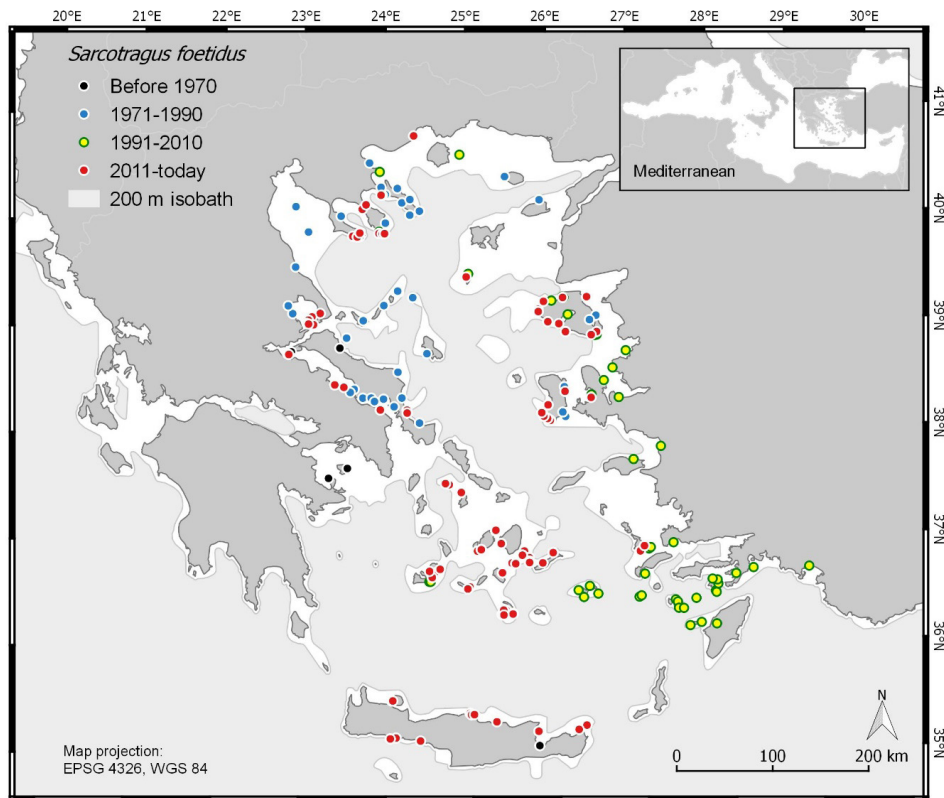 20°E 21°E 22°E 23°E 24°E 25°E 26°E 27°E 28°E 29°E 30°E
Sarcotragus foetidus
Before 1970
1971-1990
1991-2010
2011-today
200 m isobath
Mediterranean
41°N
40°N
39°N
38°N
37°N
36°N
35°N
Map projection:
EPSG 4326, WGS 84
N
0 100 200 km